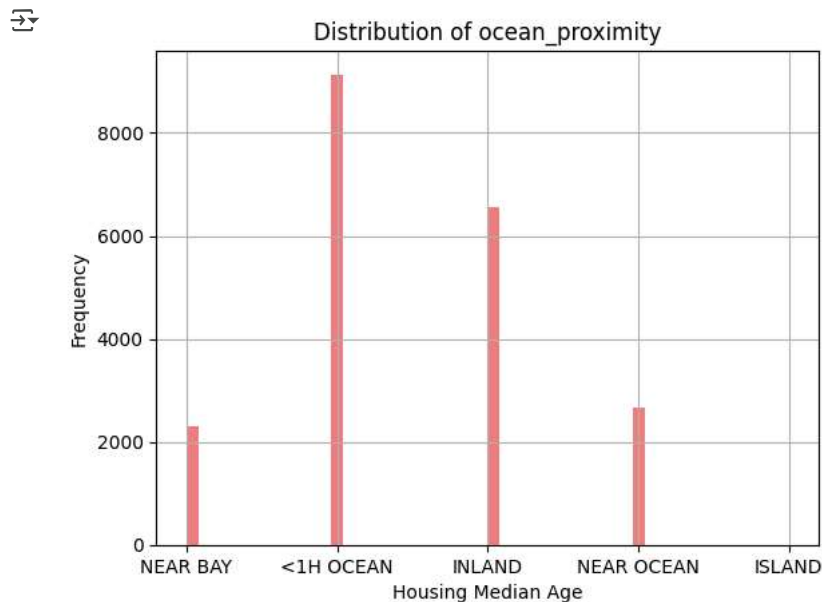 Distribution of ocean_proximity
8000
6000
4000
2000
0
Frequency
NEAR BAY <1H OCEAN INLAND NEAR OCEAN ISLAND
Housing Median Age